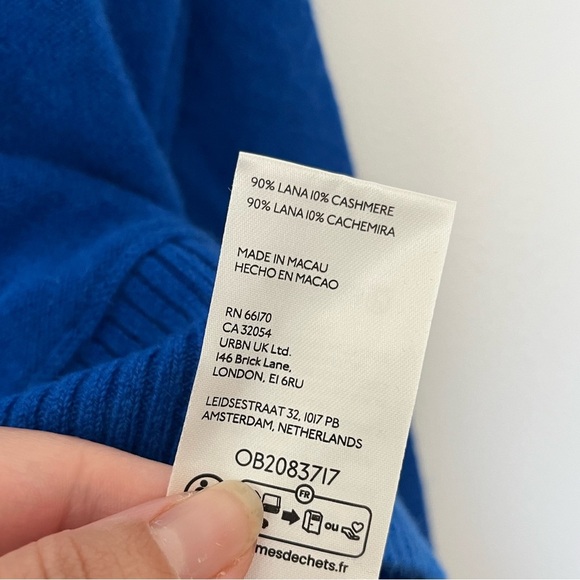 90% LANA 10% CASHMERE
90% LANA 10% CACHEMIRA
MADE IN MACAU
HECHO EN MACAO
RN 66170
CA 32054
URBN UK Ltd.
146 Brick Lane,
LONDON, E1 6RU
LEIDSESTRAAT 32, 1017 PB
AMSTERDAM, NETHERLANDS
OB2083717
FR
ou
mesdechets.fr